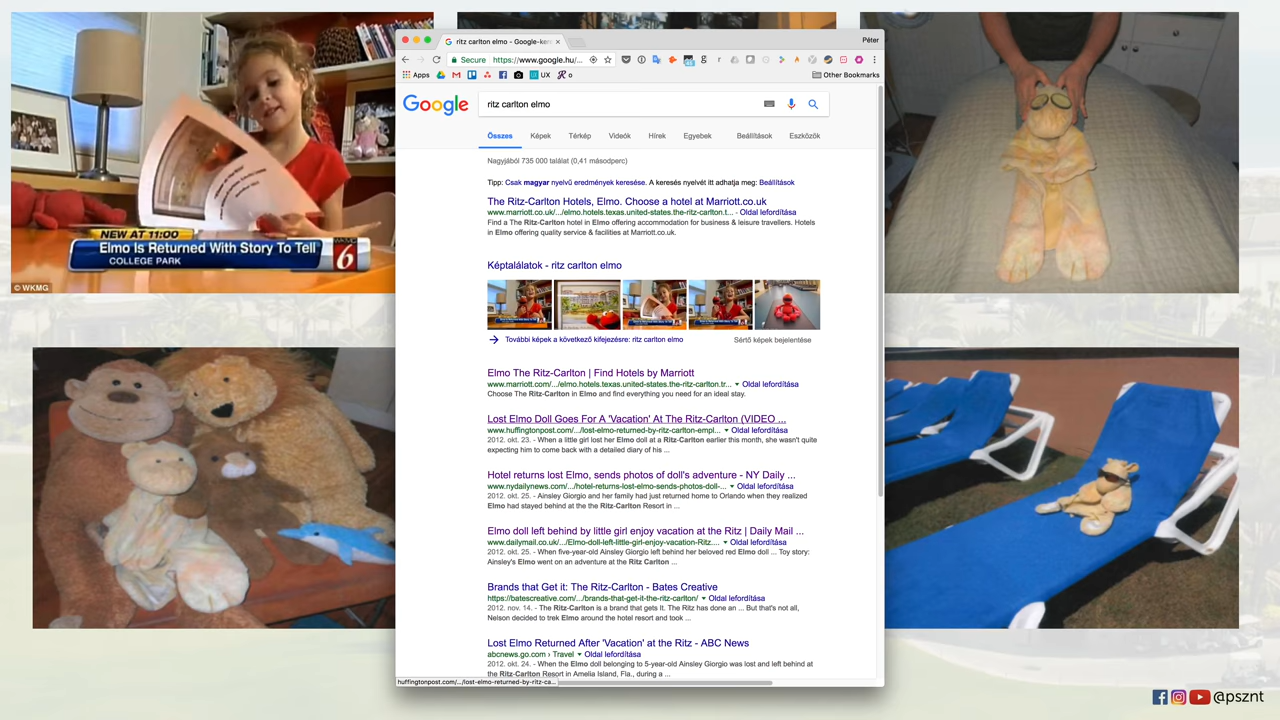 NEW AT 11:00
Elmo Is Returned With Story To Tell
COLLEGE PARK
6
© WKMG
ritz carlton elmo - Google-ker
Péter
Secure https://www.google.hu/...
Apps
UX
o
Other Bookmarks
Google
ritz carlton elmo
Összes Képek Térkép Videók Hírek Egyebek Beállítások Eszközök
Nagyjából 735 000 találat (0,41 másodperc)
Tipp: Csak magyar nyelvű eredmények keresése. A keresés nyelvét itt adhatja meg: Beállítások
The Ritz-Carlton Hotels, Elmo. Choose a hotel at Marriott.co.uk
www.marriott.co.uk/.../elmo.hotels.texas.united-states.the-ritz-carlton.t... - Oldal lefordítása
Find a The Ritz-Carlton hotel in Elmo offering accommodation for business & leisure travellers. Hotels
in Elmo offering quality service & facilities at Marriott.co.uk.
Képtalálatok - ritz carlton elmo
További képek a következő kifejezésre: ritz carlton elmo Sértő képek bejelentése
Elmo The Ritz-Carlton | Find Hotels by Marriott
www.marriott.com/.../elmo.hotels.texas.united-states.the-ritz-carlton.tr... Oldal lefordítása
Choose The Ritz-Carlton in Elmo and find everything you need for an ideal stay.
Lost Elmo Doll Goes For A 'Vacation' At The Ritz-Carlton (VIDEO ...
www.huffingtonpost.com/.../lost-elmo-returned-by-ritz-carlton-empl... Oldal lefordítása
2012. okt. 23. - When a little girl lost her Elmo doll at a Ritz-Carlton earlier this month, she wasn't quite
expecting him to come back with a detailed diary of his ...
Hotel returns lost Elmo, sends photos of doll's adventure - NY Daily ...
www.nydailynews.com/.../hotel-returns-lost-elmo-sends-photos-doll-... Oldal lefordítása
2012. okt. 25. - Ainsley Giorgio and her family had just returned home to Orlando when they realized
Elmo had stayed behind at the the Ritz-Carlton Resort in ...
Elmo doll left behind by little girl enjoy vacation at the Ritz | Daily Mail ...
www.dailymail.co.uk/.../Elmo-doll-left-little-girl-enjoy-vacation-Ritz.... Oldal lefordítása
2012. okt. 25. - When five-year-old Ainsley Giorgio left behind her beloved red Elmo doll ... Toy story:
Ainsley's Elmo went on an adventure at the Ritz Carlton ...
Brands that Get it: The Ritz-Carlton - Bates Creative
https://batescreative.com/.../brands-that-get-it-the-ritz-carlton/ Oldal lefordítása
2012. nov. 14. - The Ritz-Carlton is a brand that gets it. The Ritz has done an ... But that's not all,
Nelson decided to trek Elmo around the hotel resort and took ...
Lost Elmo Returned After 'Vacation' at the Ritz - ABC News
abcnews.go.com › Travel Oldal lefordítása
2012. okt. 24. - When the Elmo doll belonging to 5-year-old Ainsley Giorgio was lost and left behind at
the Ritz-Carlton Resort in Amelia Island, Fla., during a ...
huffingtonpost.com/.../lost-elmo-returned-by-ritz-ca...
@psznt